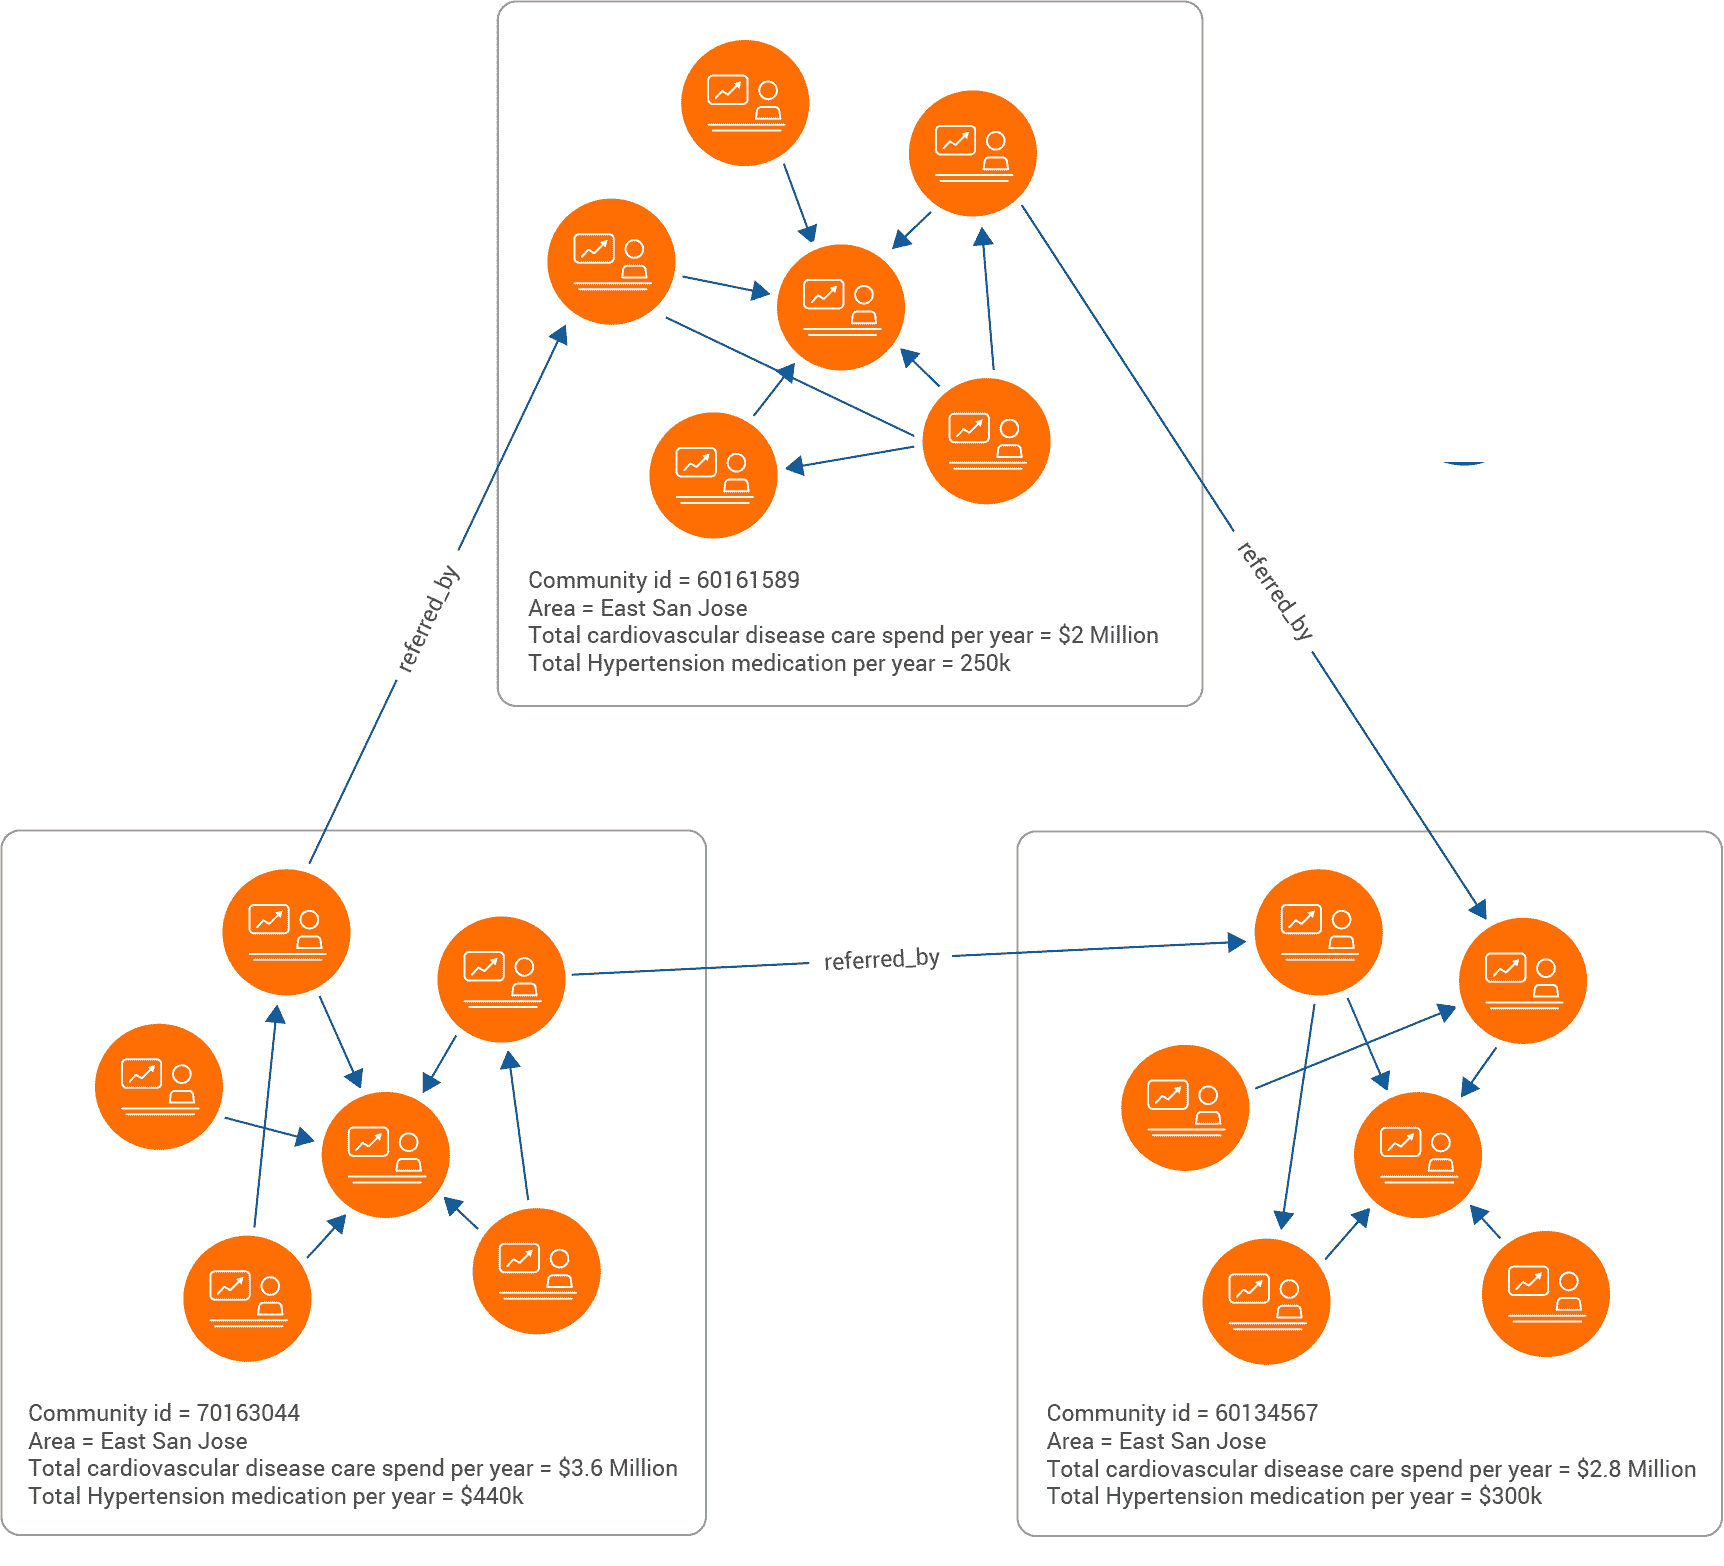 Community id = 60161589
Area = East San Jose
Total cardiovascular disease care spend per year = $2 Million
Total Hypertension medication per year = 250k
referred_by
referred_by
referred_by
Community id = 70163044
Area = East San Jose
Total cardiovascular disease care spend per year = $3.6 Million
Total Hypertension medication per year = $440k
Community id = 60134567
Area = East San Jose
Total cardiovascular disease care spend per year = $2.8 Million
Total Hypertension medication per year = $300k